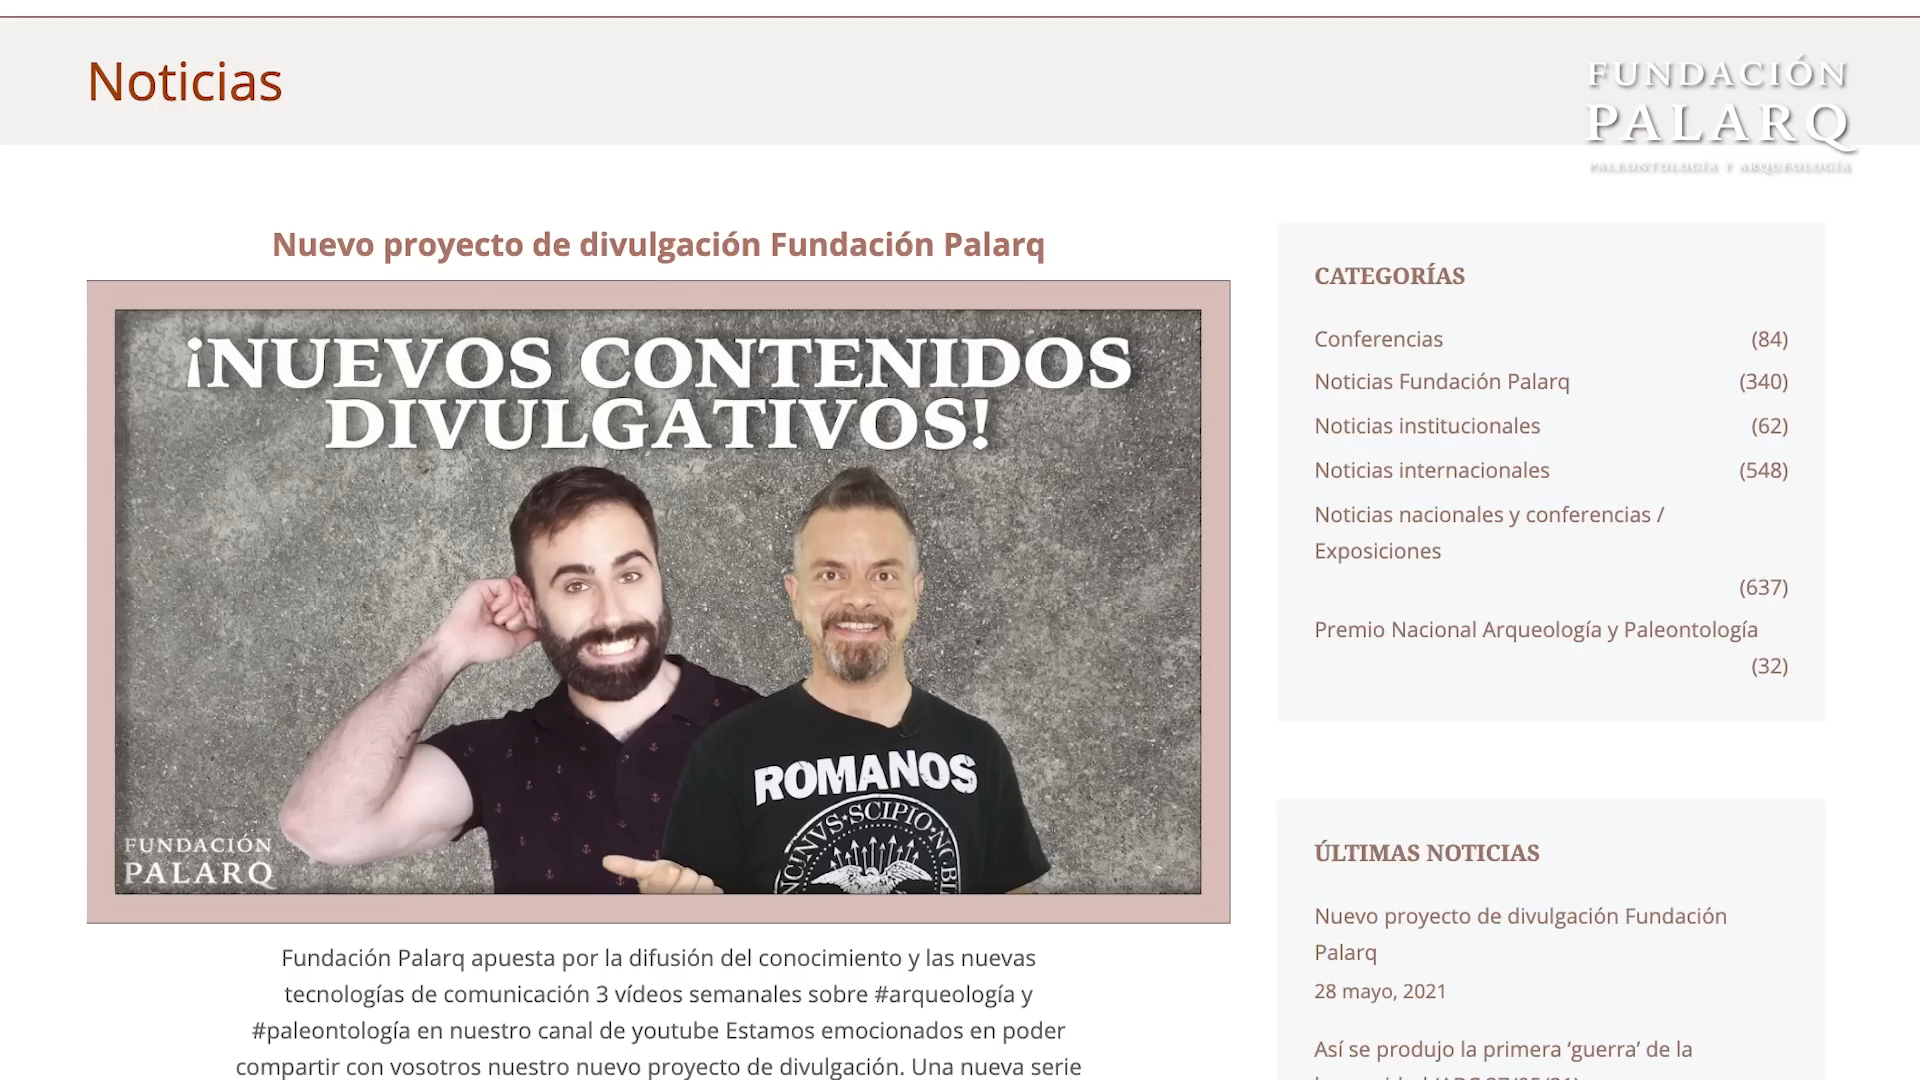 Noticias
FUNDACIÓN
PALARQ
PALEONTOLOGÍA Y ARQUEOLOGÍA
Nuevo proyecto de divulgación Fundación Palarq
¡NUEVOS CONTENIDOS
DIVULGATIVOS!
ROMANOS
SCIPIO
FUNDACIÓN
PALARQ
Fundación Palarq apuesta por la difusión del conocimiento y las nuevas
tecnologías de comunicación 3 vídeos semanales sobre #arqueología y
#paleontología en nuestro canal de youtube Estamos emocionados en poder
compartir con vosotros nuestro nuevo proyecto de divulgación. Una nueva serie
CATEGORÍAS
Conferencias (84)
Noticias Fundación Palarq (340)
Noticias institucionales (62)
Noticias internacionales (548)
Noticias nacionales y conferencias /
Exposiciones
(637)
Premio Nacional Arqueología y Paleontología
(32)
ÚLTIMAS NOTICIAS
Nuevo proyecto de divulgación Fundación
Palarq
28 mayo, 2021
Así se produjo la primera ‘guerra’ de la